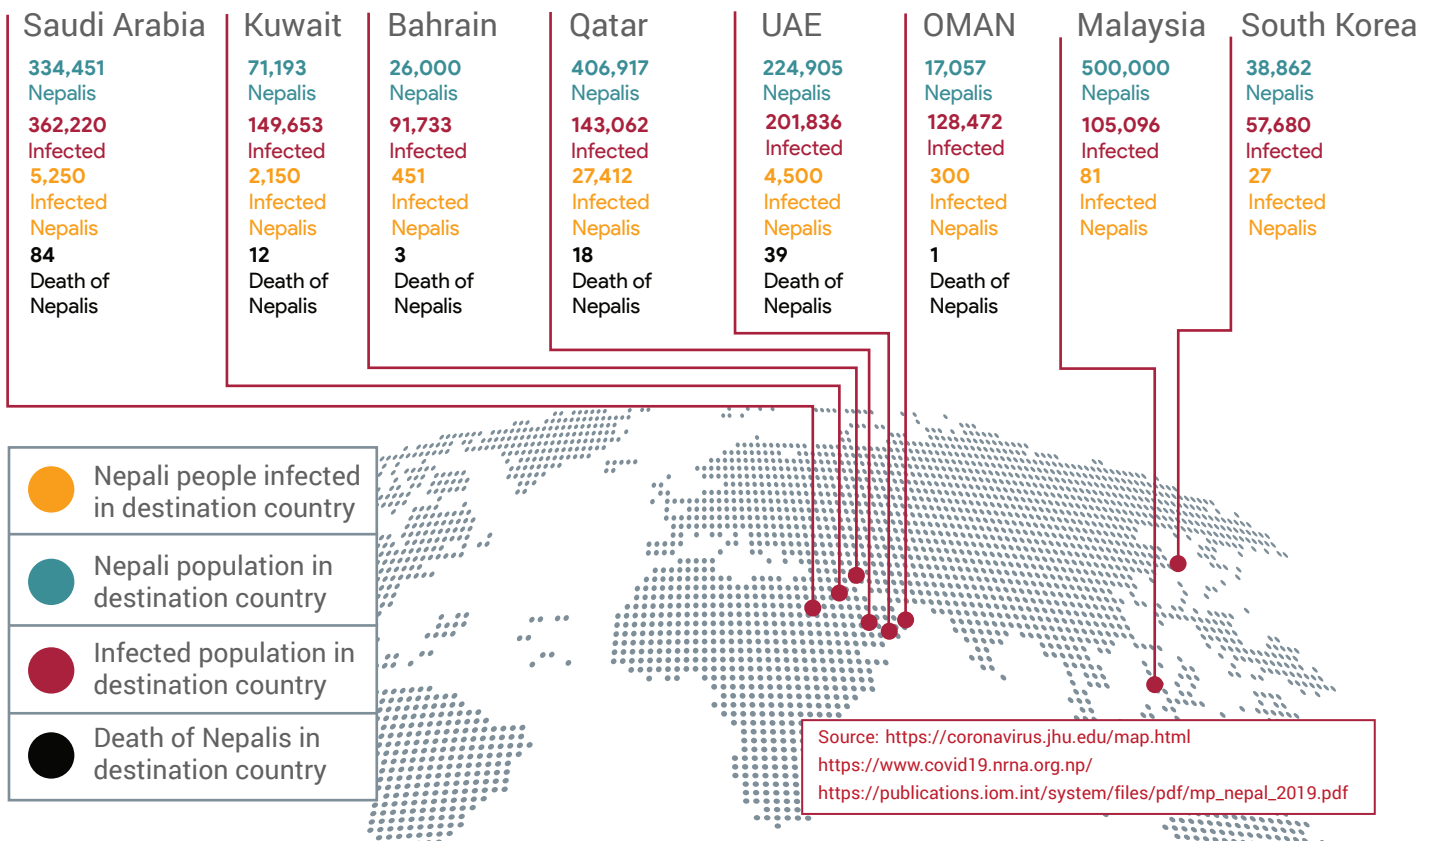 Saudi Arabia
334,451
Nepalis
362,220
Infected
5,250
Infected
Nepalis
84
Death of
Nepalis
Kuwait
71,193
Nepalis
149,653
Infected
2,150
Infected
Nepalis
12
Death of
Nepalis
Bahrain
26,000
Nepalis
91,733
Infected
451
Infected
Nepalis
3
Death of
Nepalis
Qatar
406,917
Nepalis
143,062
Infected
27,412
Infected
Nepalis
18
Death of
Nepalis
UAE
224,905
Nepalis
201,836
Infected
4,500
Infected
Nepalis
39
Death of
Nepalis
OMAN
17,057
Nepalis
128,472
Infected
300
Infected
Nepalis
1
Death of
Nepalis
Malaysia
500,000
Nepalis
105,096
Infected
81
Infected
Nepalis
South Korea
38,862
Nepalis
57,680
Infected
27
Infected
Nepalis
Nepali people infected
in destination country
Nepali population in
destination country
Infected population in
destination country
Death of Nepalis in
destination country
Source: https://coronavirus.jhu.edu/map.html
https://www.covid19.nrna.org.np/
https://publications.iom.int/system/files/pdf/mp_nepal_2019.pdf